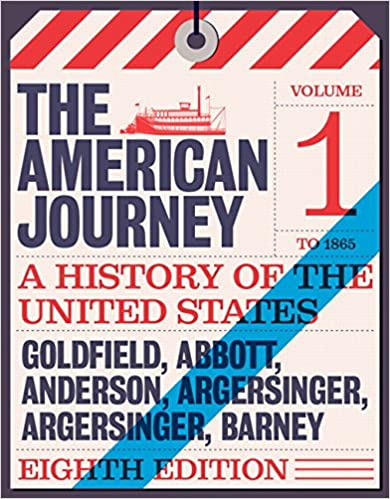 THE
AMERICAN
JOURNEY
VOLUME
1
TO 1865
A HISTORY OF THE
UNITED STATES
GOLDFIELD, ABBOTT,
ANDERSON, ARGERSINGER,
ARGERSINGER, BARNEY
EIGHTH EDITION